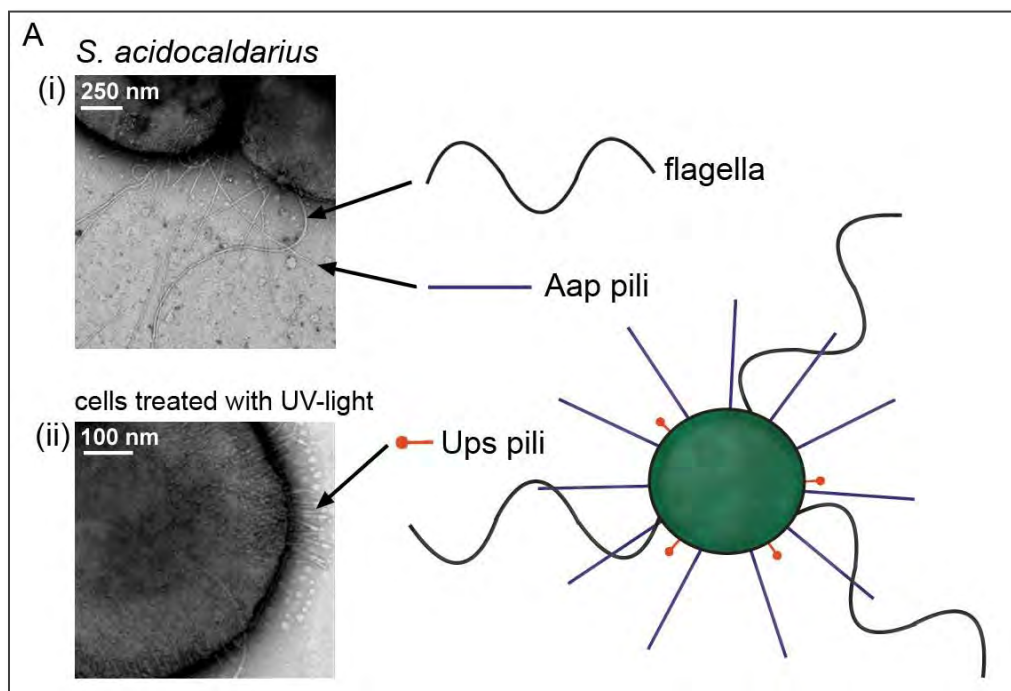 A
S. acidocaldarius
(i)
250 nm
flagella
Aap pili
cells treated with UV-light
(ii)
100 nm
Ups pili